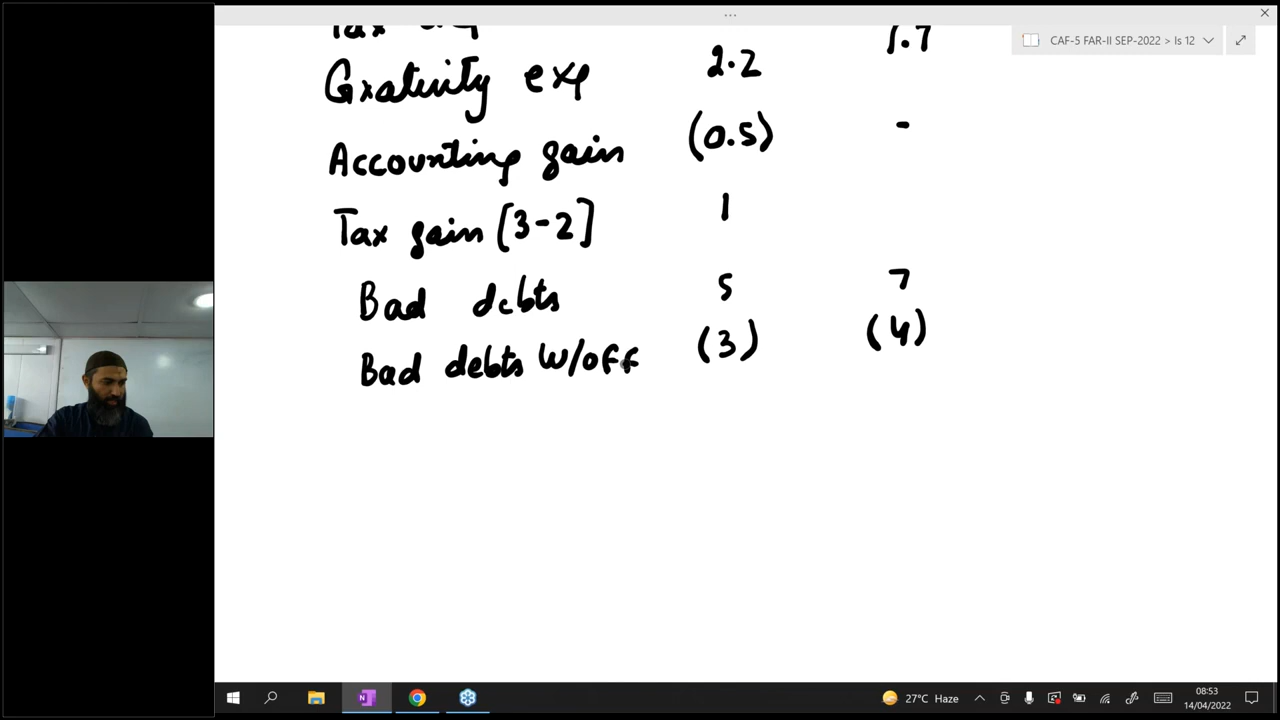 CAF-5 FAR-II SEP-2022 > Is 12
1.7
Gratuity exp 2.2
Accounting gain (0.5) -
Tax gain [3-2] 1
Bad debts 5 7
Bad debts w/off (3) (4)
27°C Haze
08:53
14/04/2022